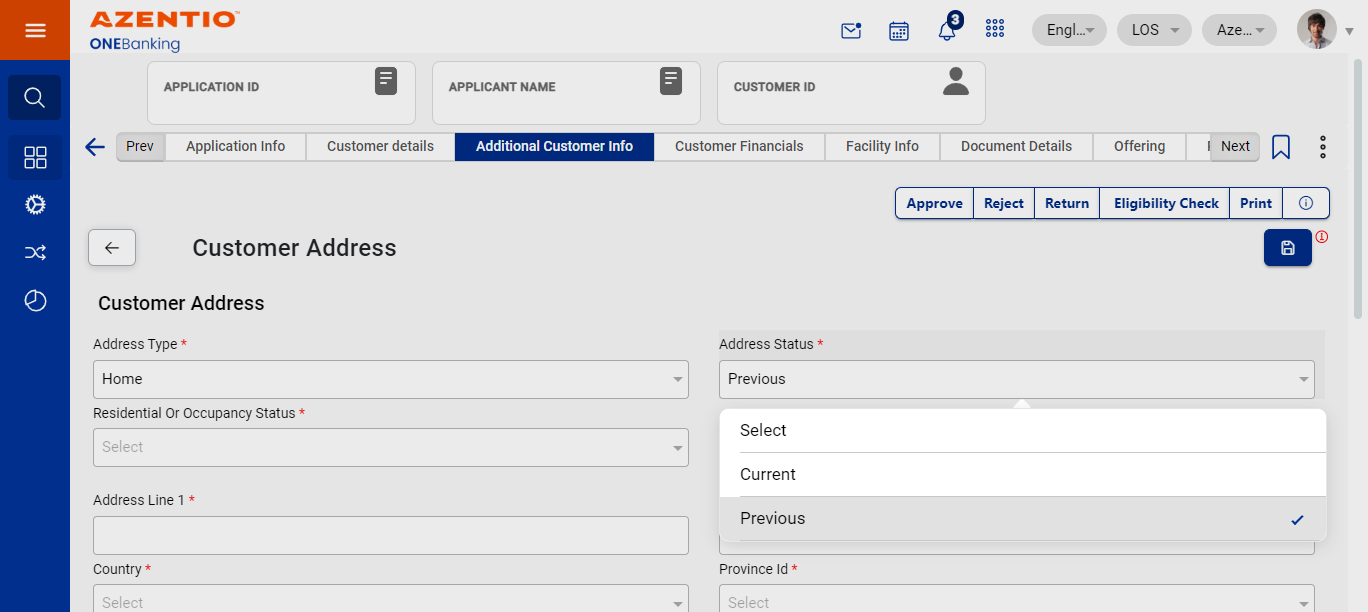 AZENTIO™
ONEBanking
3
Engl...
LOS
Aze...
APPLICATION ID
APPLICANT NAME
CUSTOMER ID
Prev
Application Info
Customer details
Additional Customer Info
Customer Financials
Facility Info
Document Details
Offering
Next
Approve
Reject
Return
Eligibility Check
Print
Customer Address
Customer Address
Address Type *
Address Status *
Home
Previous
Residential Or Occupancy Status *
Select
Select
Current
Previous
Address Line 1 *
Country *
Province Id *
Select
Select